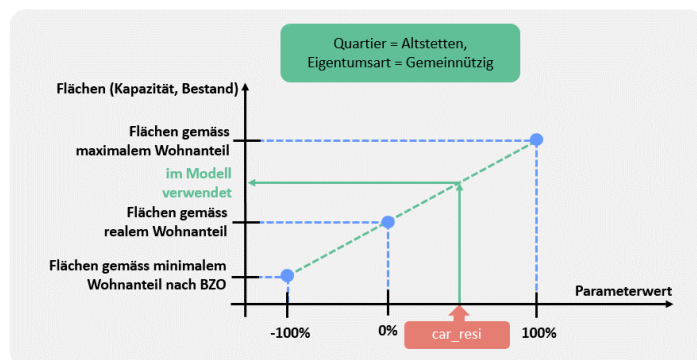 Quartier = Altstetten,
Eigentumsart = Gemeinnützig
Flächen (Kapazität, Bestand)
Flächen gemäss
maximalem Wohnanteil
im Modell
verwendet
Flächen gemäss
realem Wohnanteil
Flächen gemäss minimalem
Wohnanteil nach BZO
Parameterwert
-100%
0%
100%
car_resi